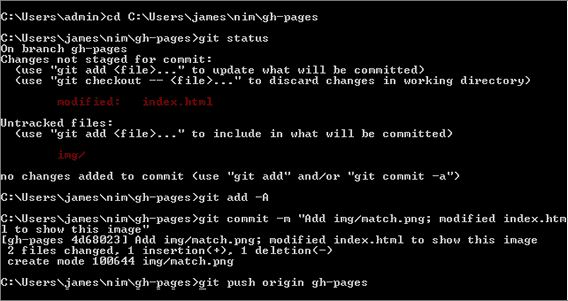 C:\Users\admin>cd C:\Users\james\nim\gh-pages
C:\Users\james\nim\gh-pages>git status
On branch gh-pages
Changes not staged for commit:
  (use "git add <file>..." to update what will be committed)
  (use "git checkout -- <file>..." to discard changes in working directory)
        modified:   index.html
Untracked files:
  (use "git add <file>..." to include in what will be committed)
        img/
no changes added to commit (use "git add" and/or "git commit -a")
C:\Users\james\nim\gh-pages>git add -A
C:\Users\james\nim\gh-pages>git commit -m "Add img/match.png; modified index.htm
l to show this image"
[gh-pages 4d68023] Add img/match.png; modified index.html to show this image
 2 files changed, 1 insertion(+), 1 deletion(-)
 create mode 100644 img/match.png
C:\Users\james\nim\gh-pages>git push origin gh-pages